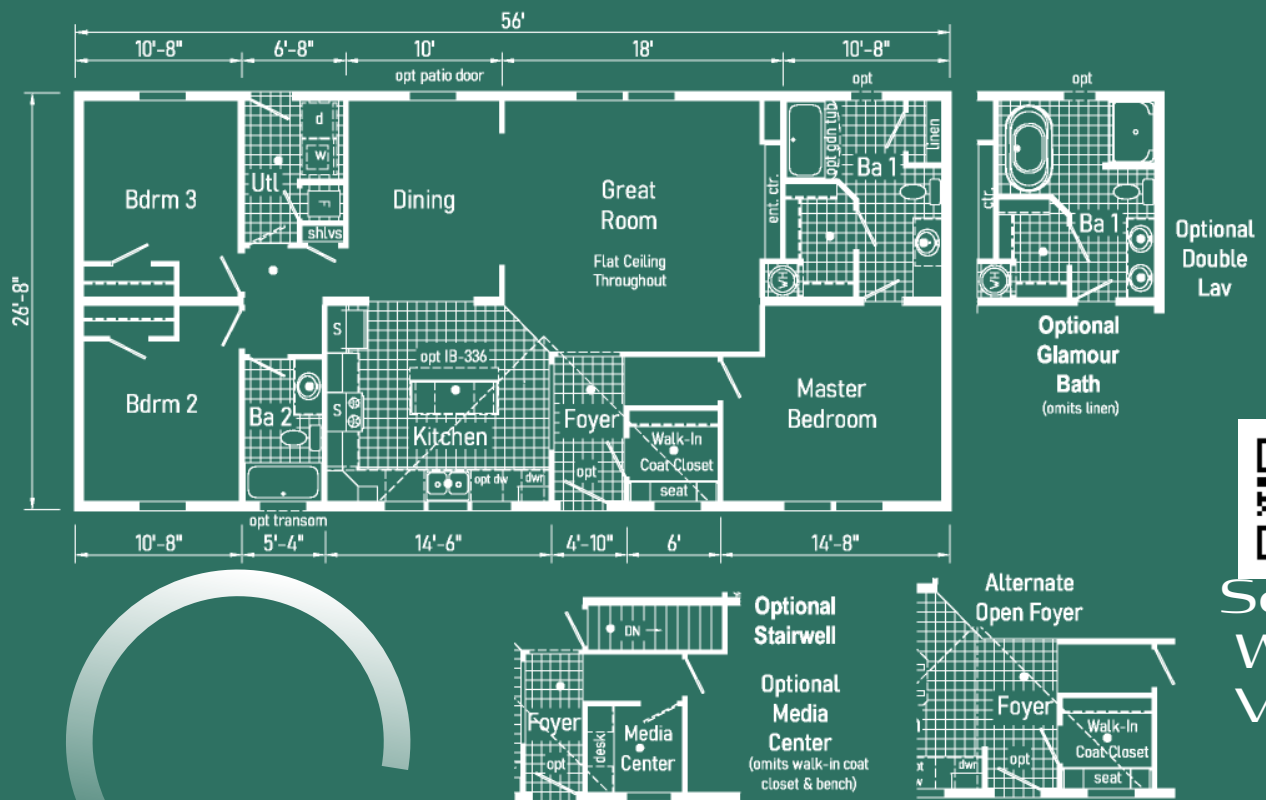 56'
10'-8" 6'-8" 10' 18' 10'-8"
opt patio door
opt
opt
26'-8"
Bdrm 3
Utl
d
W
F
shlvs
Dining
Great
Room
Flat Ceiling
Throughout
ent. ctr.
opt gdn tub
Ba 1
linen
WH
ctr.
Ba 1
WH
Optional
Double
Lav
Optional
Glamour
Bath
(omits linen)
Bdrm 2
Ba 2
S
S
opt IB-336
Kitchen
opt dw
dwr
Foyer
opt
Walk-In
Coat Closet
seat
Master
Bedroom
opt transom
10'-8" 5'-4" 14'-6" 4'-10" 6' 14'-8"
DN
Optional
Stairwell
Foyer
opt
desk
Media
Center
Optional
Media
Center
(omits walk-in coat
closet & bench)
Alternate
Open Foyer
Foyer
opt
dwr
Walk-In
Coat Closet
seat